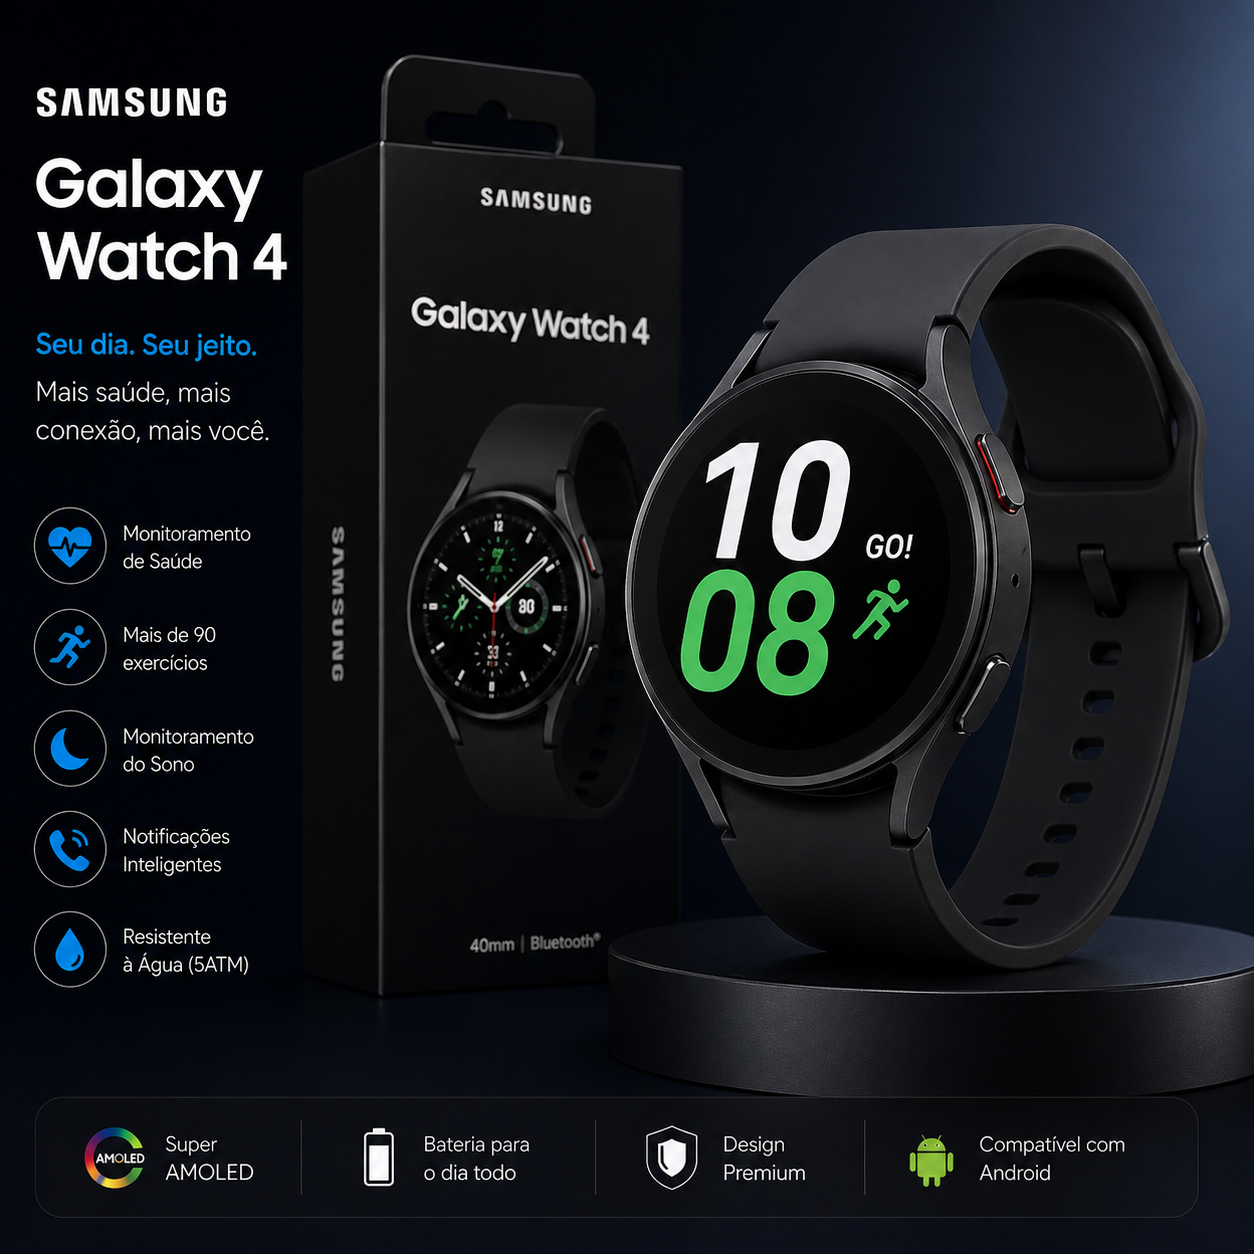 SAMSUNG
Galaxy
Watch 4
Seu dia. Seu jeito.
Mais saúde, mais
conexão, mais você.
Monitoramento
de Saúde
Mais de 90
exercícios
Monitoramento
do Sono
Notificações
Inteligentes
Resistente
à Água (5ATM)
SAMSUNG
Galaxy Watch 4
SAMSUNG
12
80
40mm | Bluetooth®
10
GO!
08
AMOLED
Super
AMOLED
Bateria para
o dia todo
Design
Premium
Compatível com
Android